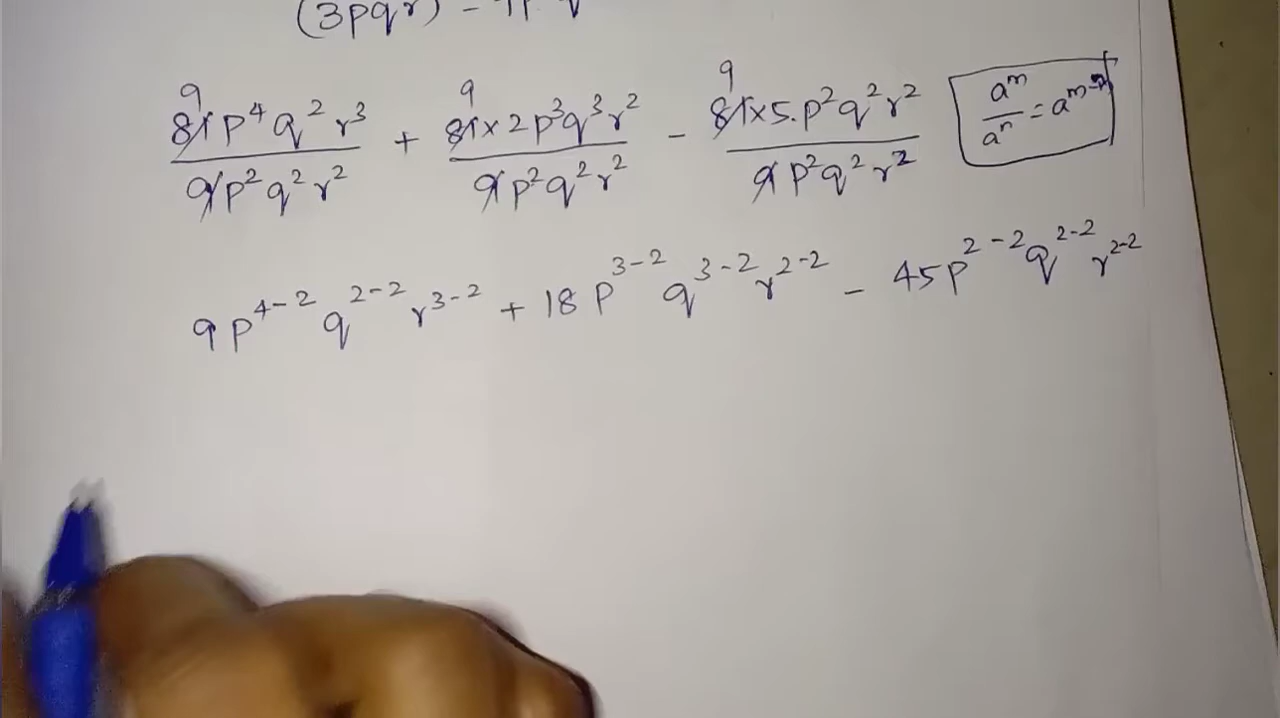 (3pqr) =
9 9 9
81p⁴q²r³ / 9p²q²r² + 81×2p³q³r² / 9p²q²r² - 81×5.p²q²r² / 9p²q²r² aᵐ / aⁿ = aᵐ⁻ⁿ
9p⁴⁻²q²⁻²r³⁻² + 18p³⁻²q³⁻²r²⁻² - 45p²⁻²q²⁻²r²⁻²